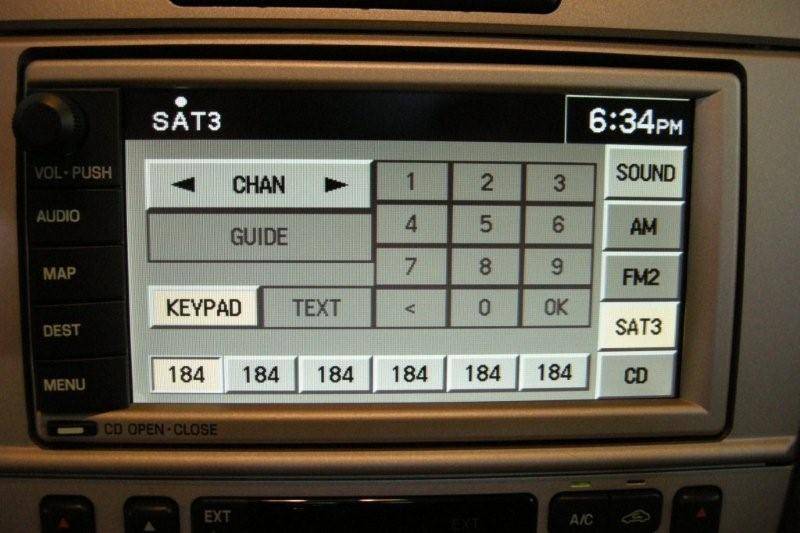 SAT3
6:34PM
VOL·PUSH
AUDIO
MAP
DEST
MENU
◄ CHAN ►
GUIDE
KEYPAD TEXT
1 2 3
4 5 6
7 8 9
< 0 OK
184 184 184 184 184 184
SOUND
AM
FM2
SAT3
CD
CD OPEN·CLOSE
EXT
EXT
A/C